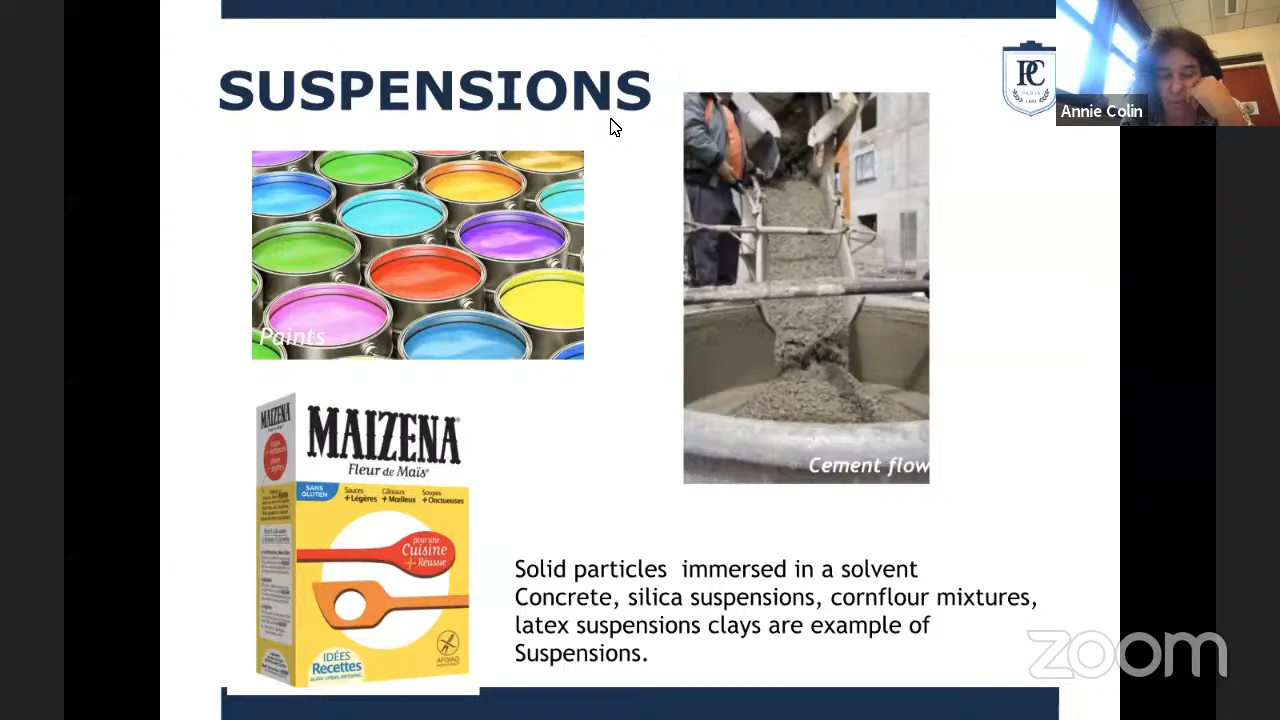 SUSPENSIONS
PC
PARIS
Annie Colin
Paints
Cement flow
MAIZENA
MAIZENA
Fleur de Maïs
SANS
GLUTEN
Sauces
+Légères
Gâteaux
+Moelleux
Soupes
+Onctueuses
pour une
Cuisine
+ Réussie
IDÉES
Recettes
Solid particles immersed in a solvent
Concrete, silica suspensions, cornflour mixtures,
latex suspensions clays are example of
Suspensions.
zoom